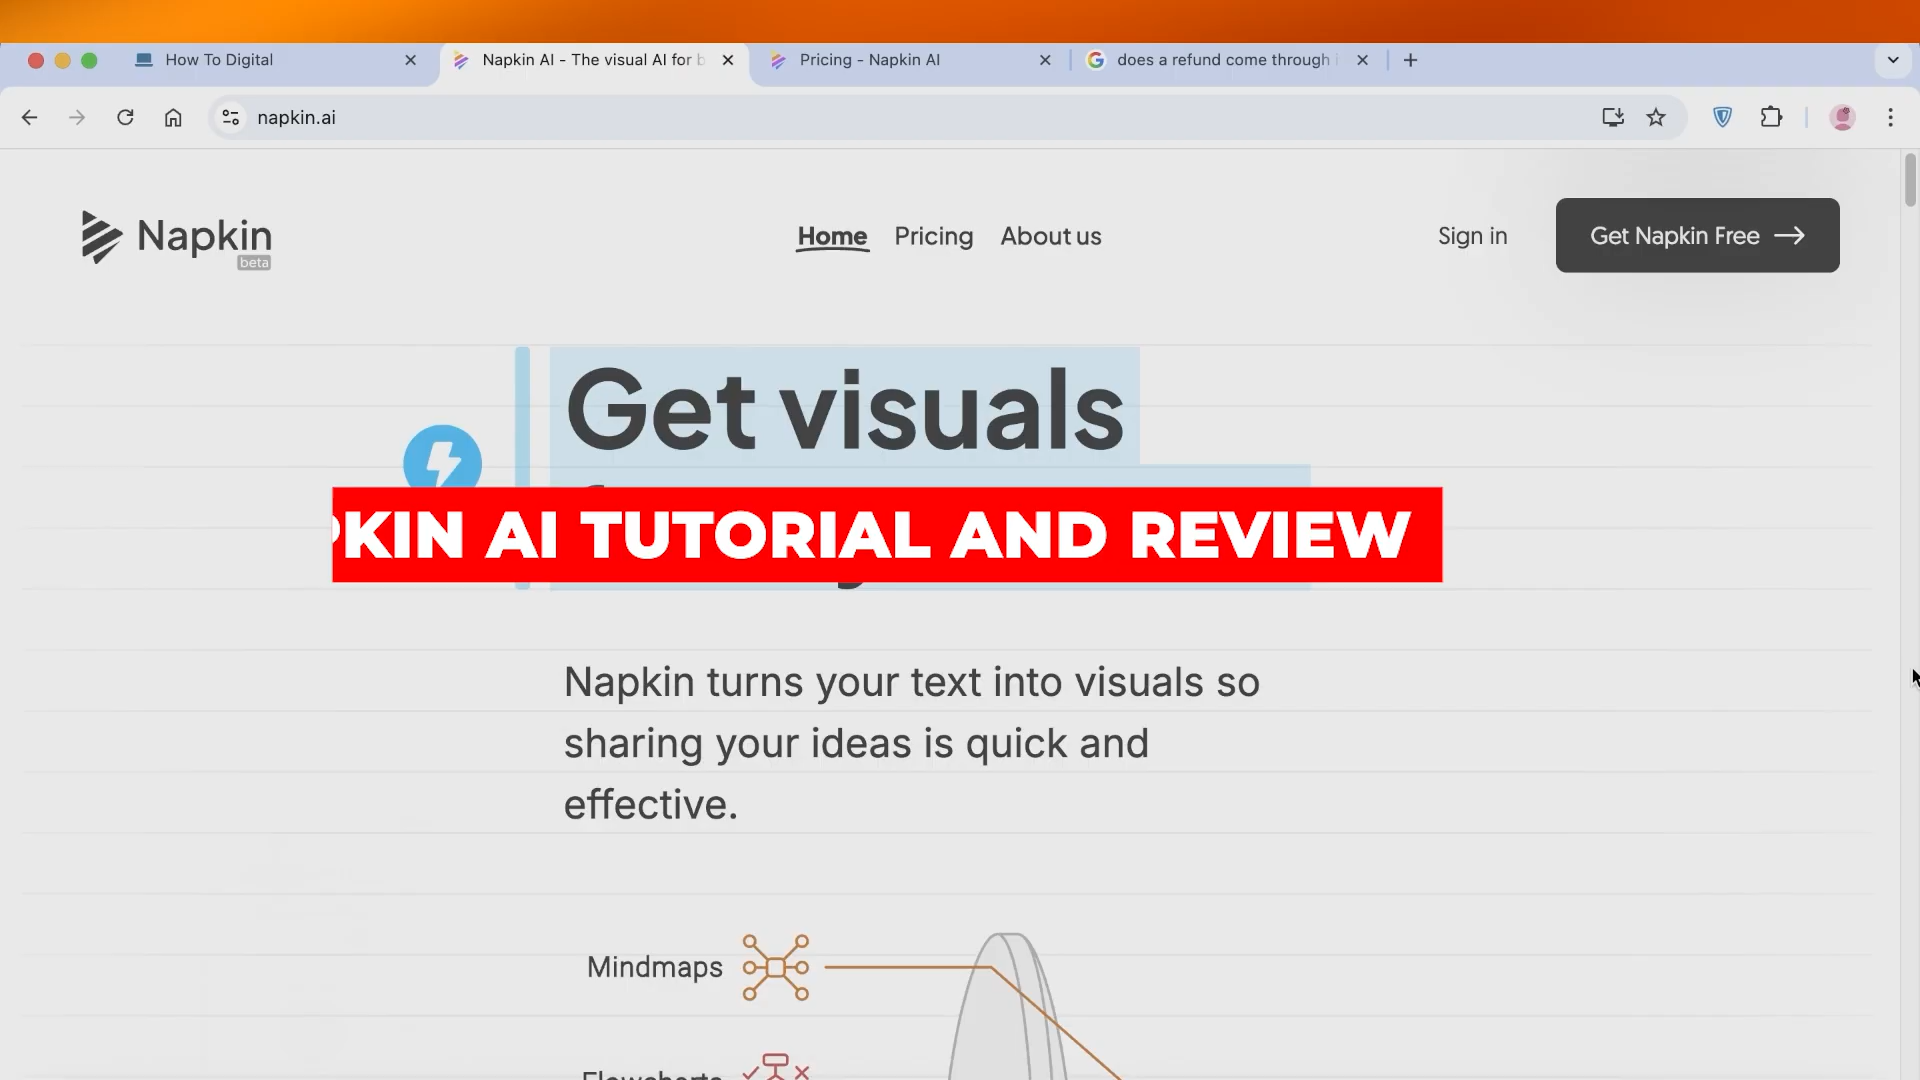 How To Digital
Napkin AI - The visual AI for b
Pricing - Napkin AI
does a refund come through i
napkin.ai
Napkin
beta
Home
Pricing
About us
Sign in
Get Napkin Free
Get visuals
PKIN AI TUTORIAL AND REVIEW
Napkin turns your text into visuals so
sharing your ideas is quick and
effective.
Mindmaps
Flowcharts